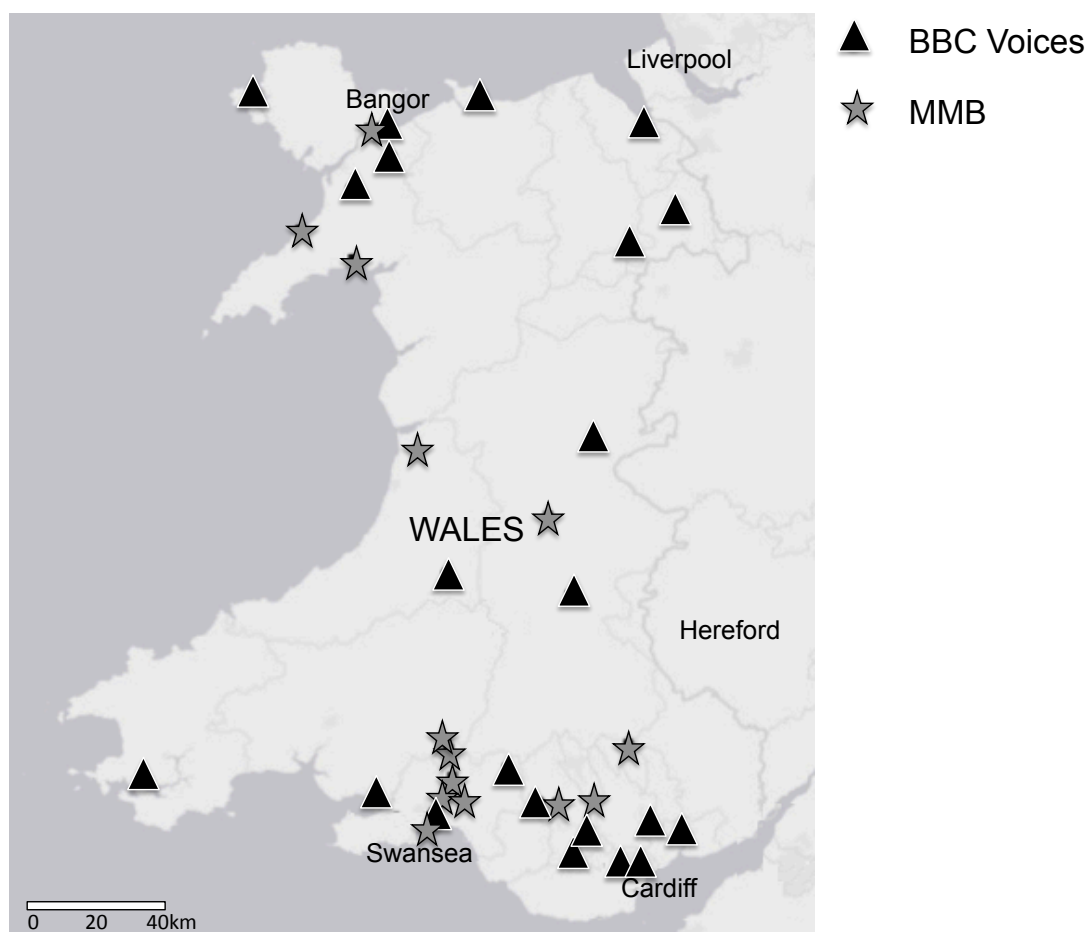 BBC Voices
MMB
Liverpool
Bangor
WALES
Hereford
Swansea
Cardiff
0 20 40km